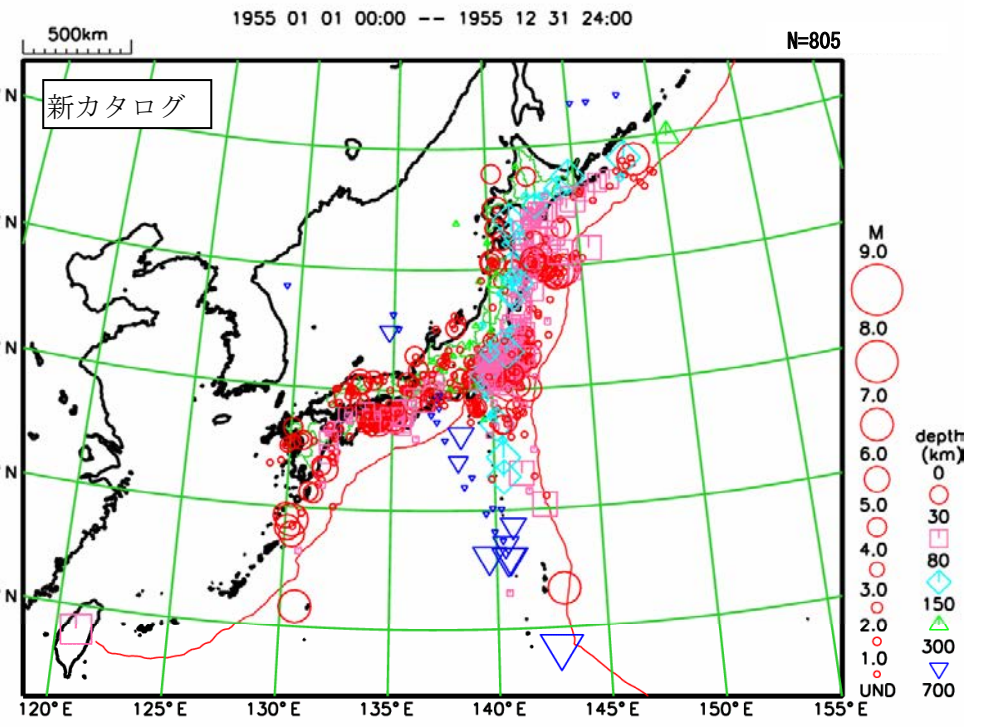 1955 01 01 00:00 -- 1955 12 31 24:00
500km
N=805
新カタログ
N
N
N
N
N
120°E 125°E 130°E 135°E 140°E 145°E 150°E 155°E
M
9.0
8.0
7.0
6.0
5.0
4.0
3.0
2.0
1.0
UND
depth
(km)
0
30
80
150
300
700